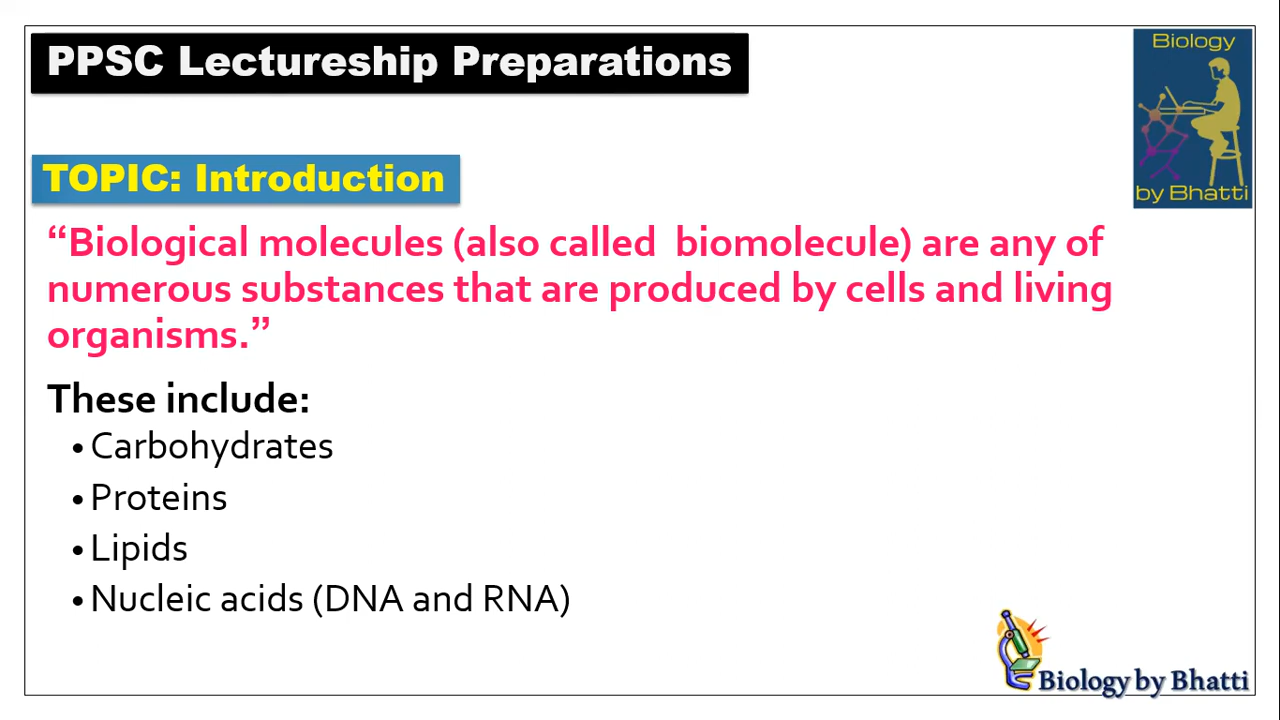 PPSC Lectureship Preparations
Biology
by Bhatti
TOPIC: Introduction
“Biological molecules (also called  biomolecule) are any of
numerous substances that are produced by cells and living
organisms.”
These include:
• Carbohydrates
• Proteins
• Lipids
• Nucleic acids (DNA and RNA)
Biology by Bhatti